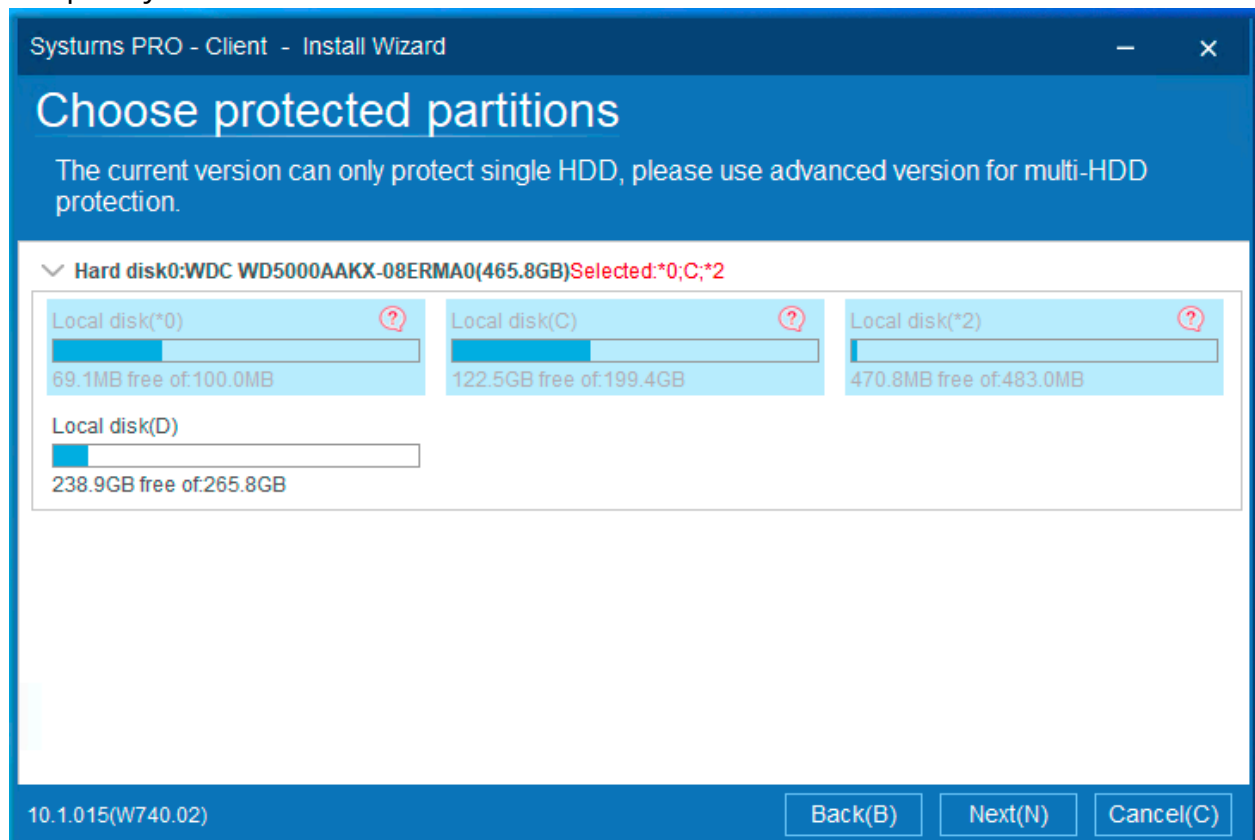 Systurns PRO - Client - Install Wizard
Choose protected partitions
The current version can only protect single HDD, please use advanced version for multi-HDD
protection.
Hard disk0:WDC WD5000AAKX-08ERMA0(465.8GB)Selected:*0;C;*2
Local disk(*0)
Local disk(C)
Local disk(*2)
69.1MB free of:100.0MB
122.5GB free of:199.4GB
470.8MB free of:483.0MB
Local disk(D)
238.9GB free of:265.8GB
10.1.015(W740.02)
Back(B)
Next(N)
Cancel(C)